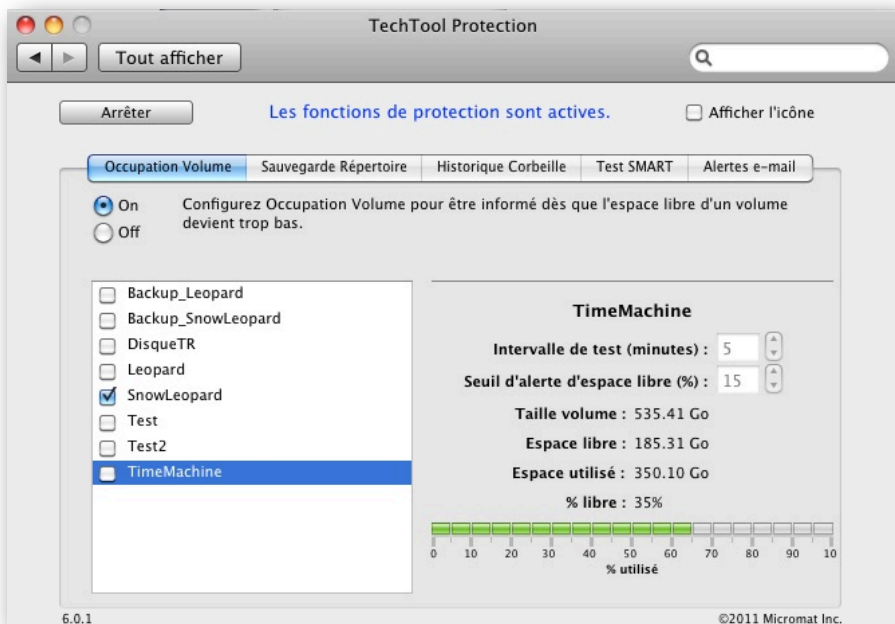 TechTool Protection
Tout afficher
Arrêter
Les fonctions de protection sont actives.
Afficher l'icône
Occupation Volume
Sauvegarde Répertoire
Historique Corbeille
Test SMART
Alertes e-mail
On
Off
Configurez Occupation Volume pour être informé dès que l'espace libre d'un volume
devient trop bas.
Backup_Leopard
Backup_SnowLeopard
DisqueTR
Leopard
SnowLeopard
Test
Test2
TimeMachine
TimeMachine
Intervalle de test (minutes) : 5
Seuil d'alerte d'espace libre (%) : 15
Taille volume : 535.41 Go
Espace libre : 185.31 Go
Espace utilisé : 350.10 Go
% libre : 35%
0 10 20 30 40 50 60 70 80 90 10
% utilisé
6.0.1
©2011 Micromat Inc.